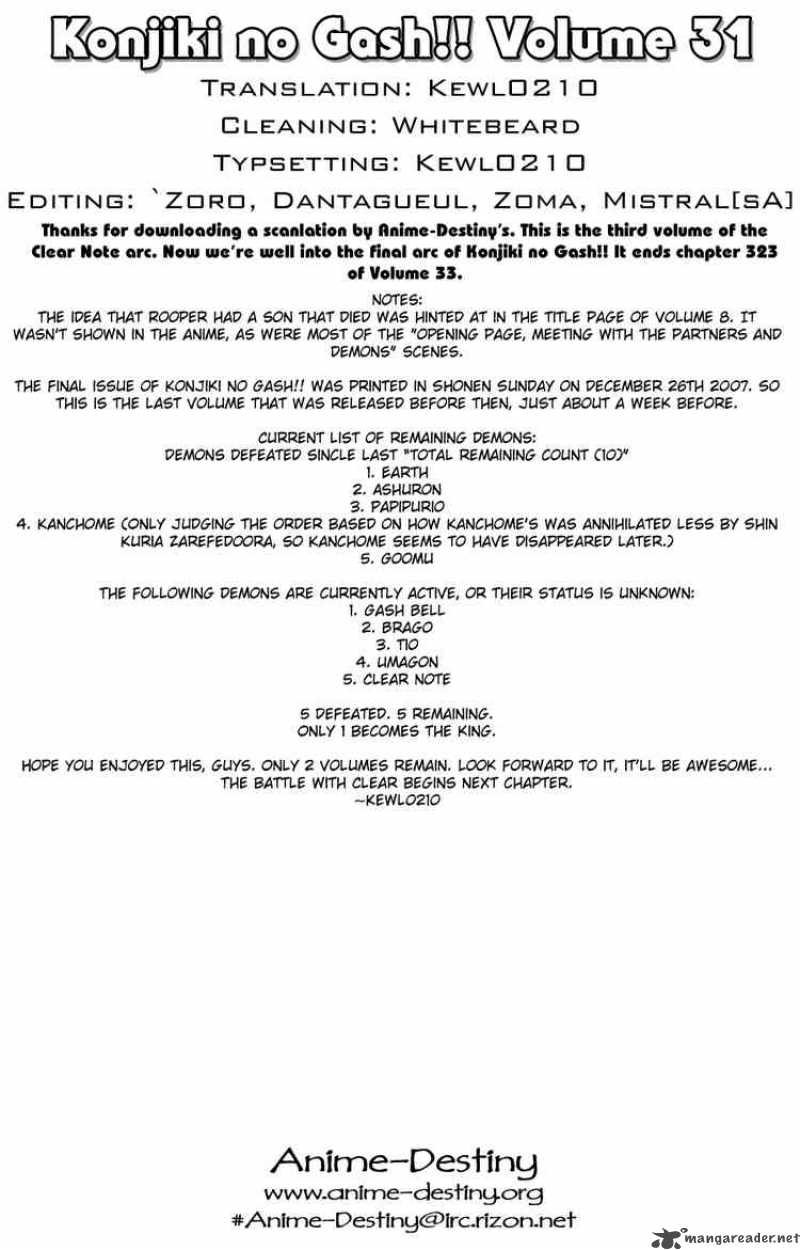 Konjiki no Gash!! Volume 31
Translation: Kewl0210
Cleaning: Whitebeard
Typsetting: Kewl0210
Editing: `Zoro, Dantagueul, Zoma, Mistral[sA]
Thanks for downloading a scanlation by Anime-Destiny's. This is the third volume of the
Clear Note arc. Now we're well into the final arc of Konjiki no Gash!! It ends chapter 323
of Volume 33.
NOTES:
THE IDEA THAT ROOPER HAD A SON THAT DIED WAS HINTED AT IN THE TITLE PAGE OF VOLUME 8. IT
WASN'T SHOWN IN THE ANIME, AS WERE MOST OF THE "OPENING PAGE, MEETING WITH THE PARTNERS AND
DEMONS" SCENES.
THE FINAL ISSUE OF KONJIKI NO GASH!! WAS PRINTED IN SHONEN SUNDAY ON DECEMBER 26TH 2007. SO
THIS IS THE LAST VOLUME THAT WAS RELEASED BEFORE THEN, JUST ABOUT A WEEK BEFORE.
CURRENT LIST OF REMAINING DEMONS:
DEMONS DEFEATED SINCLE LAST "TOTAL REMAINING COUNT (10)"
1. EARTH
2. ASHURON
3. PAPIPURIO
4. KANCHOME (ONLY JUDGING THE ORDER BASED ON HOW KANCHOME'S WAS ANNIHILATED LESS BY SHIN
KURIA ZAREFEDOORA, SO KANCHOME SEEMS TO HAVE DISAPPEARED LATER.)
5. GOOMU
THE FOLLOWING DEMONS ARE CURRENTLY ACTIVE, OR THEIR STATUS IS UNKNOWN:
1. GASH BELL
2. BRAGO
3. TIO
4. UMAGON
5. CLEAR NOTE
5 DEFEATED. 5 REMAINING.
ONLY 1 BECOMES THE KING.
HOPE YOU ENJOYED THIS, GUYS. ONLY 2 VOLUMES REMAIN. LOOK FORWARD TO IT, IT'LL BE AWESOME...
THE BATTLE WITH CLEAR BEGINS NEXT CHAPTER.
~KEWL0210
Anime-Destiny
www.anime-destiny.org
#Anime-Destiny@irc.rizon.net
mangareader.net